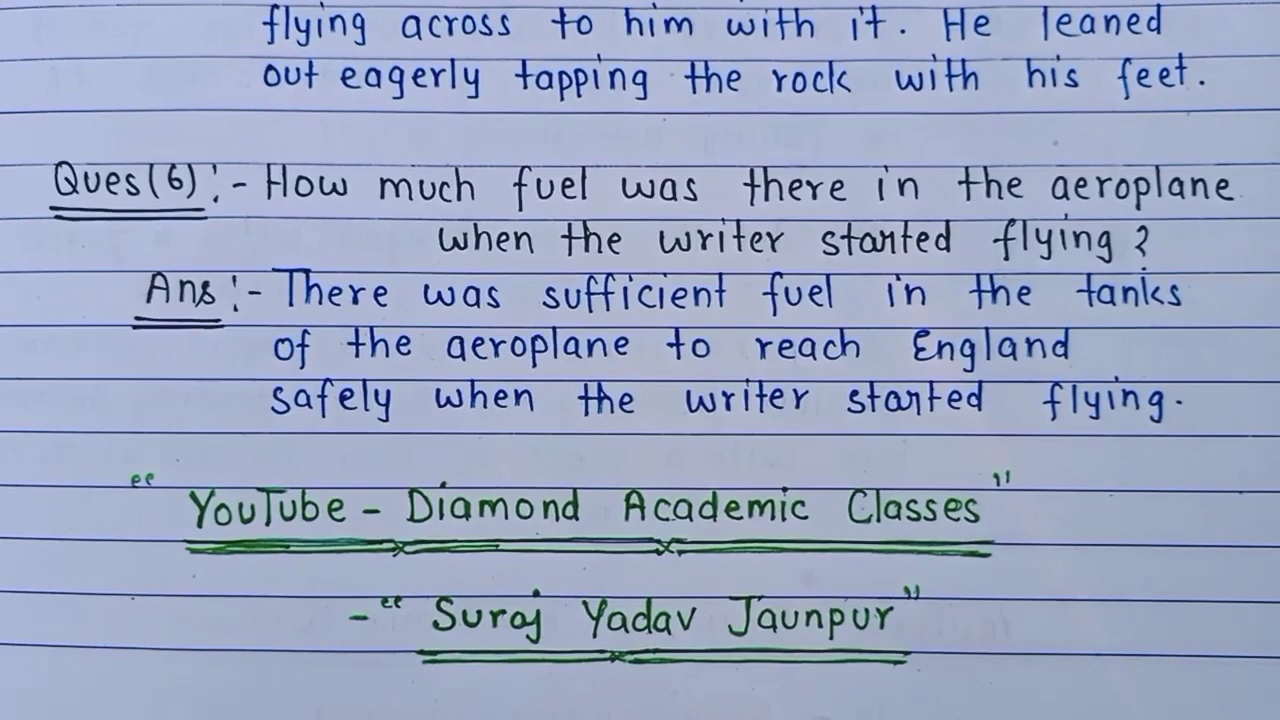 flying across to him with it. He leaned
out eagerly tapping the rock with his feet.
Ques(6):- How much fuel was there in the aeroplane
when the writer started flying?
Ans:- There was sufficient fuel in the tanks
of the aeroplane to reach England
safely when the writer started flying.
"YouTube - Diamond Academic Classes"
- "Suraj Yadav Jaunpur"